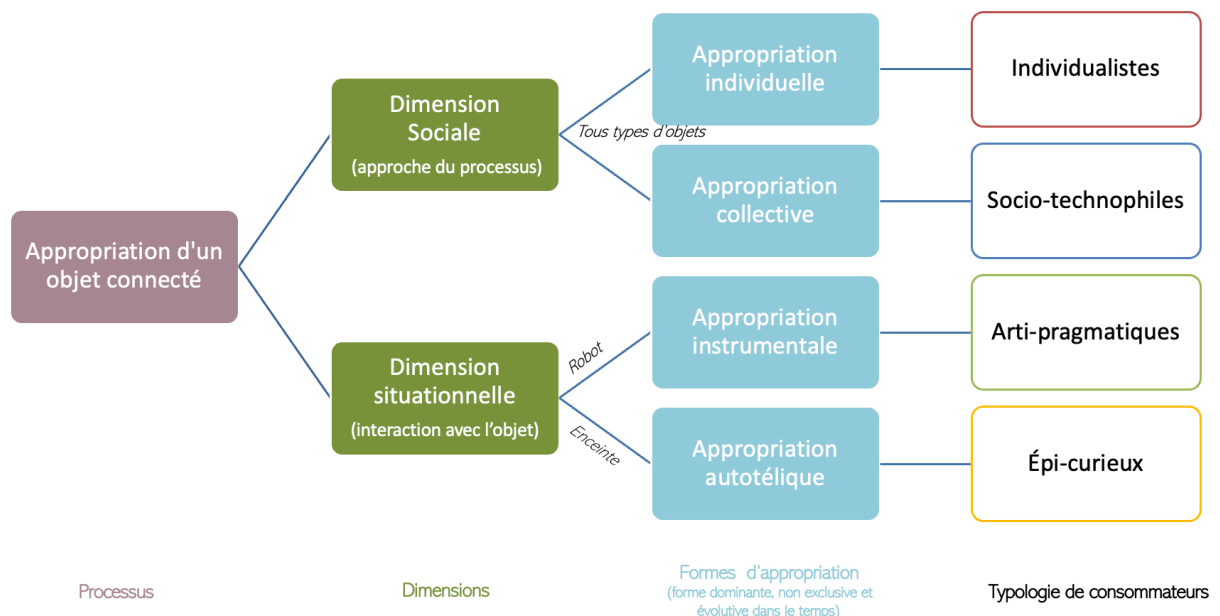 Appropriation d'un
objet connecté
Dimension
Sociale
(approche du processus)
Dimension
situationnelle
(interaction avec l'objet)
Tous types d'objets
Robot
Enceinte
Appropriation
individuelle
Appropriation
collective
Appropriation
instrumentale
Appropriation
autotélique
Individualistes
Socio-technophiles
Arti-pragmatiques
Épi-curieux
Processus
Dimensions
Formes d'appropriation
(forme dominante, non exclusive et
évolutive dans le temps)
Typologie de consommateurs